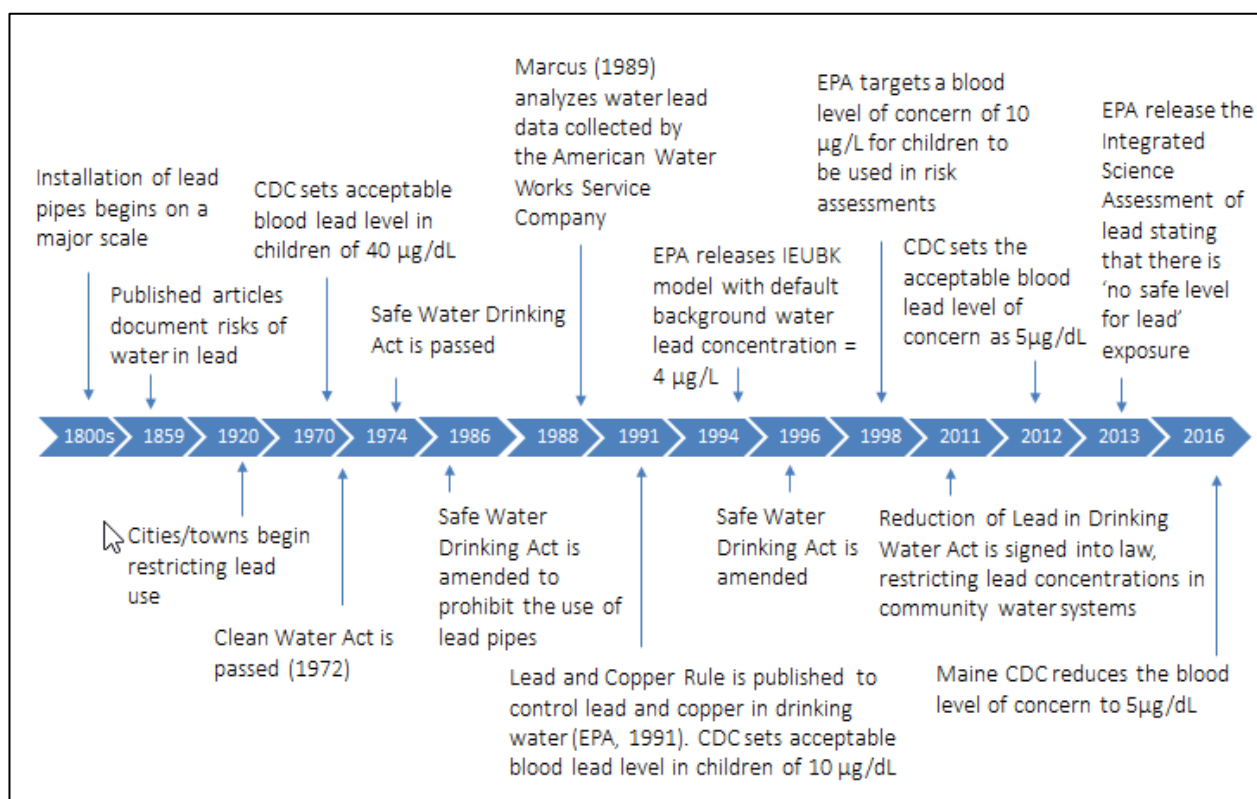 Installation of lead
pipes begins on a
major scale
Published articles
document risks of
water in lead
CDC sets acceptable
blood lead level in
children of 40 µg/dL
Safe Water Drinking
Act is passed
Marcus (1989)
analyzes water lead
data collected by
the American Water
Works Service
Company
EPA releases IEUBK
model with default
background water
lead concentration =
4 µg/L
EPA targets a blood
level of concern of 10
µg/L for children to
be used in risk
assessments
CDC sets the
acceptable blood
lead level of
concern as 5µg/dL
EPA release the
Integrated
Science
Assessment of
lead stating
that there is
‘no safe level
for lead’
exposure
1800s 1859 1920 1970 1974 1986 1988 1991 1994 1996 1998 2011 2012 2013 2016
Cities/towns begin
restricting lead
use
Clean Water Act is
passed (1972)
Safe Water
Drinking Act is
amended to
prohibit the use of
lead pipes
Lead and Copper Rule is published to
control lead and copper in drinking
water (EPA, 1991). CDC sets acceptable
blood lead level in children of 10 µg/dL
Safe Water
Drinking Act is
amended
Reduction of Lead in Drinking
Water Act is signed into law,
restricting lead concentrations in
community water systems
Maine CDC reduces the blood
level of concern to 5µg/dL